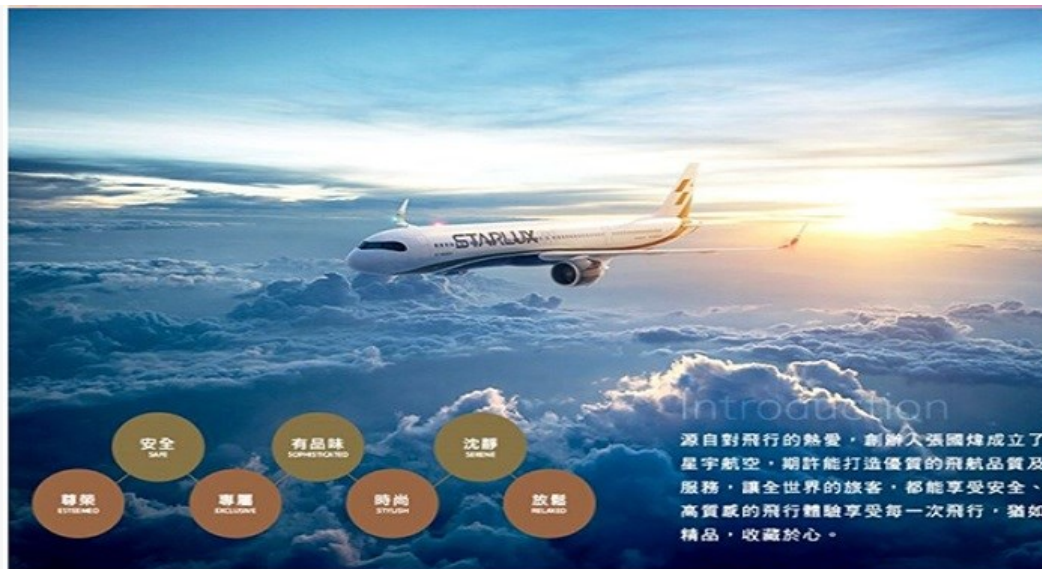 STARLUX
安全
SAFE
有品味
SOPHISTICATED
沈靜
SERENE
尊榮
ESTEEMED
專屬
EXCLUSIVE
時尚
STYLISH
放鬆
RELAXED
Introduction
源自對飛行的熱愛,創辦人張國煒成立了
星宇航空,期許能打造優質的飛航品質及
服務,讓全世界的旅客,都能享受安全、
高質感的飛行體驗享受每一次飛行,猶如
精品,收藏於心。